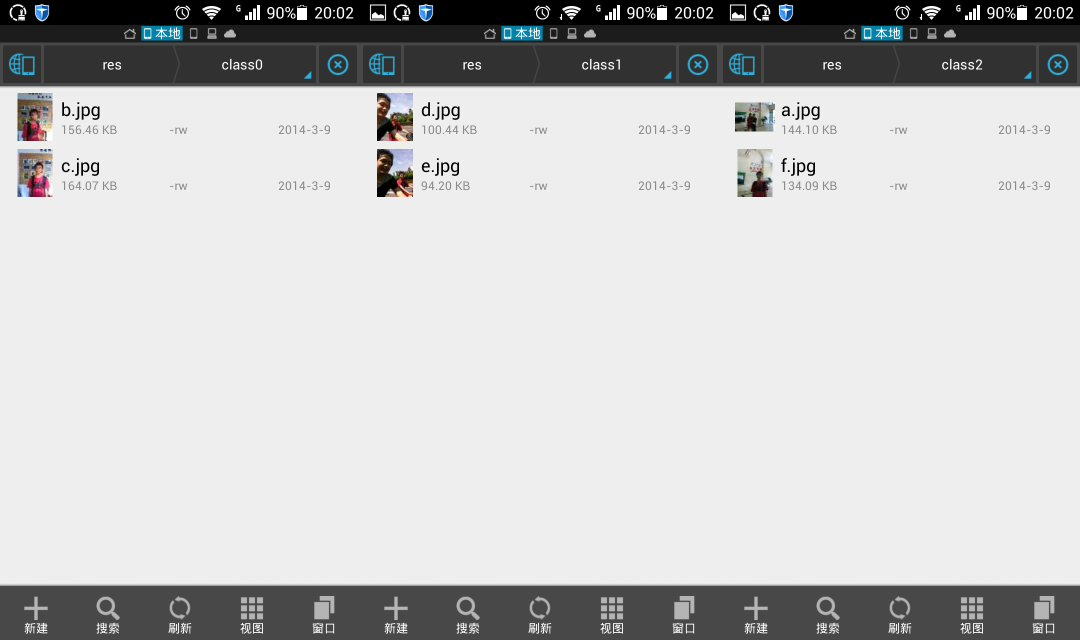 G 90% 20:02
本地
res class0
b.jpg
156.46 KB -rw 2014-3-9
c.jpg
164.07 KB -rw 2014-3-9
新建 搜索 刷新 视图 窗口
G 90% 20:02
本地
res class1
d.jpg
100.44 KB -rw 2014-3-9
e.jpg
94.20 KB -rw 2014-3-9
新建 搜索 刷新 视图 窗口
G 90% 20:02
本地
res class2
a.jpg
144.10 KB -rw 2014-3-9
f.jpg
134.09 KB -rw 2014-3-9
新建 搜索 刷新 视图 窗口